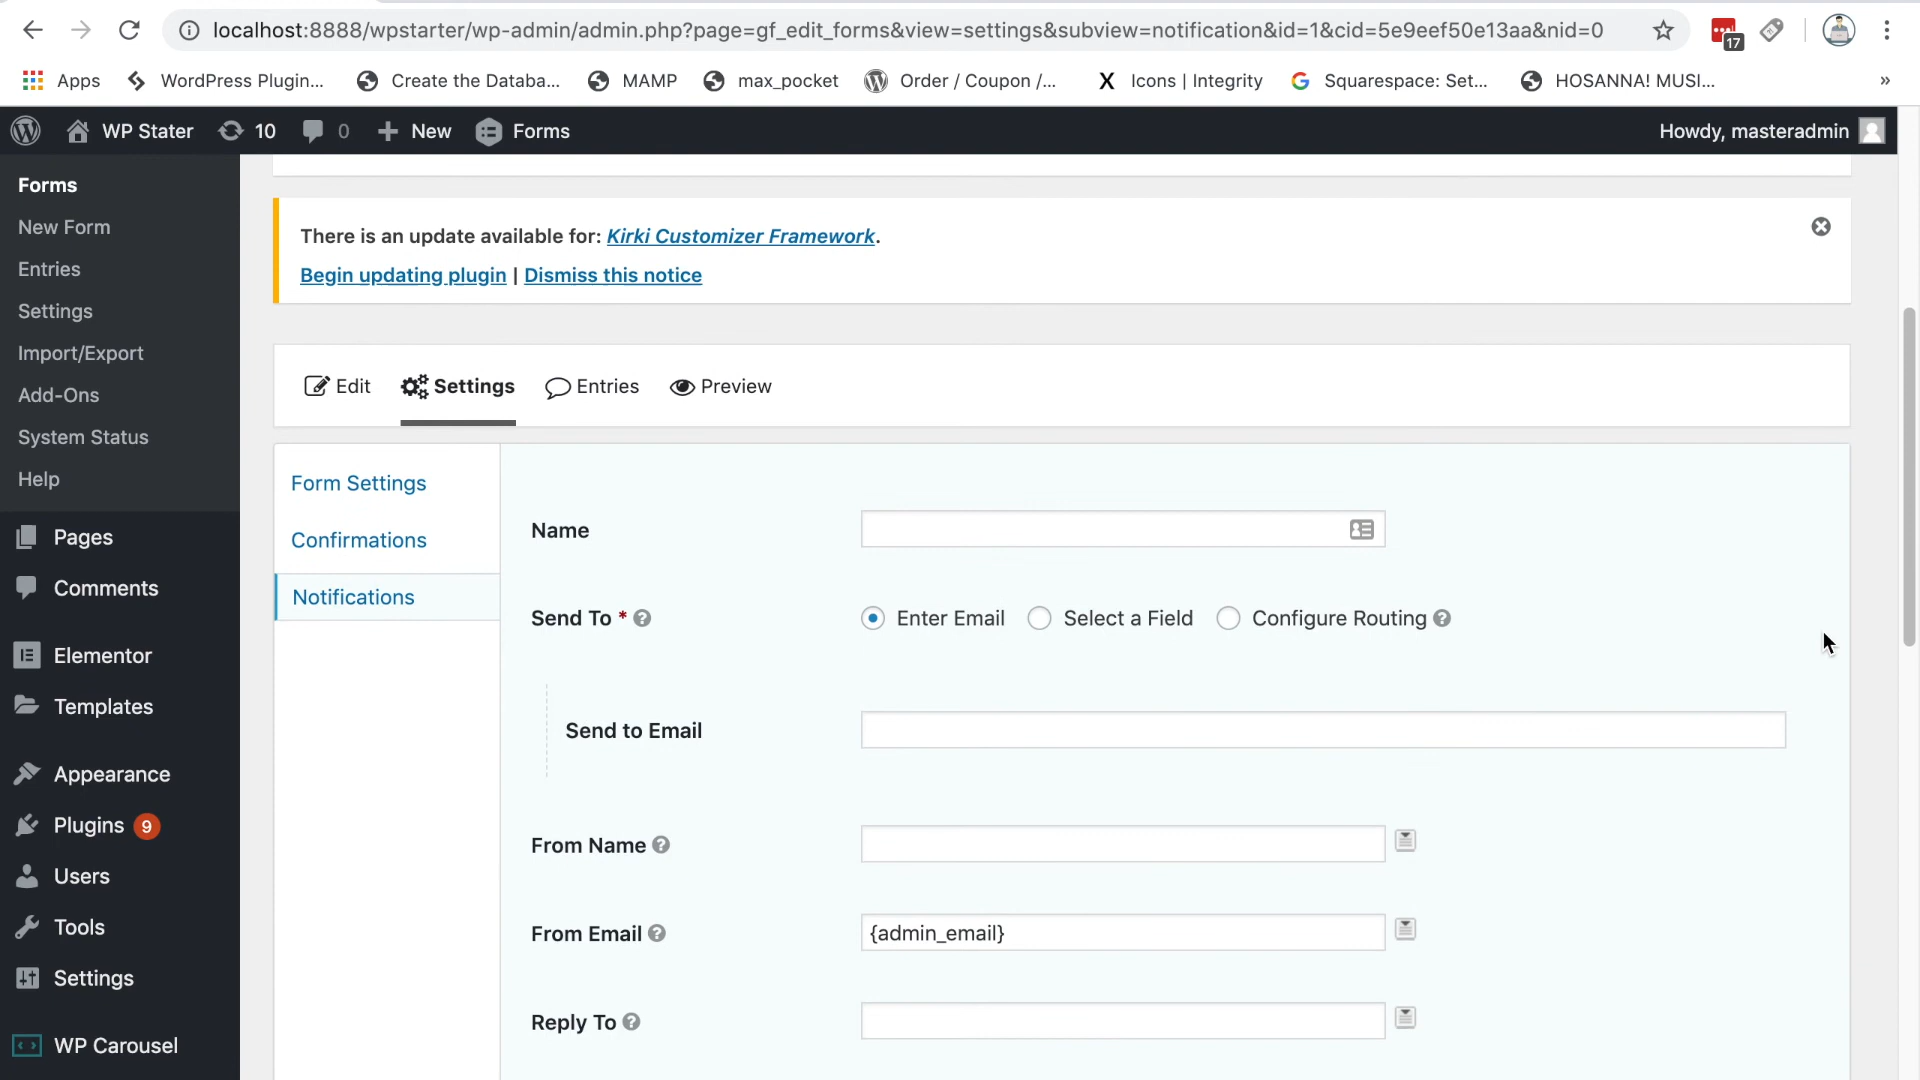 localhost:8888/wpstarter/wp-admin/admin.php?page=gf_edit_forms&view=settings&subview=notification&id=1&cid=5e9eef50e13aa&nid=0
17
Apps WordPress Plugin... Create the Databa... MAMP max_pocket Order / Coupon /... X Icons | Integrity Squarespace: Set... HOSANNA! MUSI... »
WP Stater 10 0 New Forms Howdy, masteradmin
Forms
New Form
Entries
Settings
Import/Export
Add-Ons
System Status
Help
Pages
Comments
Elementor
Templates
Appearance
Plugins 9
Users
Tools
Settings
WP Carousel
There is an update available for: Kirki Customizer Framework.
Begin updating plugin | Dismiss this notice
Edit Settings Entries Preview
Form Settings
Confirmations
Notifications
Name
Send To * Enter Email Select a Field Configure Routing
Send to Email
From Name
From Email {admin_email}
Reply To